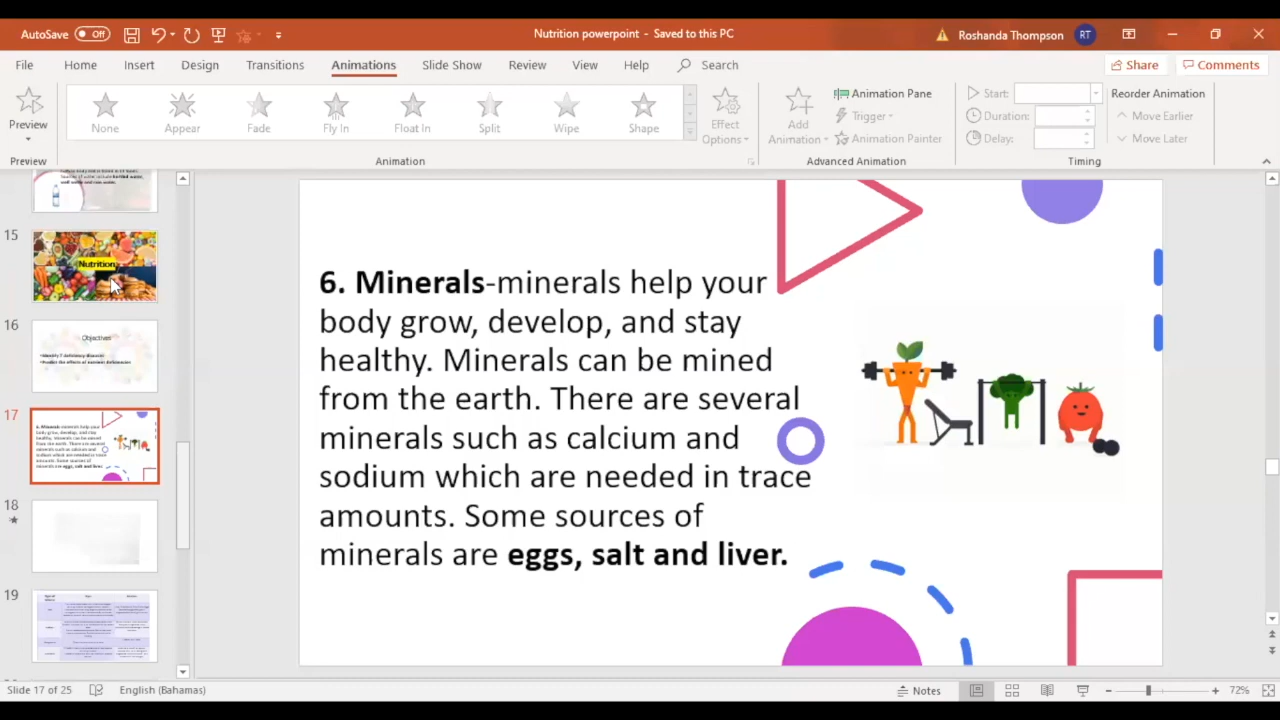 AutoSave Off
Nutrition powerpoint - Saved to this PC
Roshanda Thompson RT
File Home Insert Design Transitions Animations Slide Show Review View Help Search
Share Comments
Preview
None Appear Fade Fly In Float In Split Wipe Shape
Effect Options
Add Animation
Animation Pane
Trigger
Animation Painter
Start:
Duration:
Delay:
Reorder Animation
Move Earlier
Move Later
Preview Animation Advanced Animation Timing
15
Nutrition
16
Objectives
17
18
19
6. Minerals-minerals help your
body grow, develop, and stay
healthy. Minerals can be mined
from the earth. There are several
minerals such as calcium and
sodium which are needed in trace
amounts. Some sources of
minerals are eggs, salt and liver.
Slide 17 of 25 English (Bahamas) Notes 72%